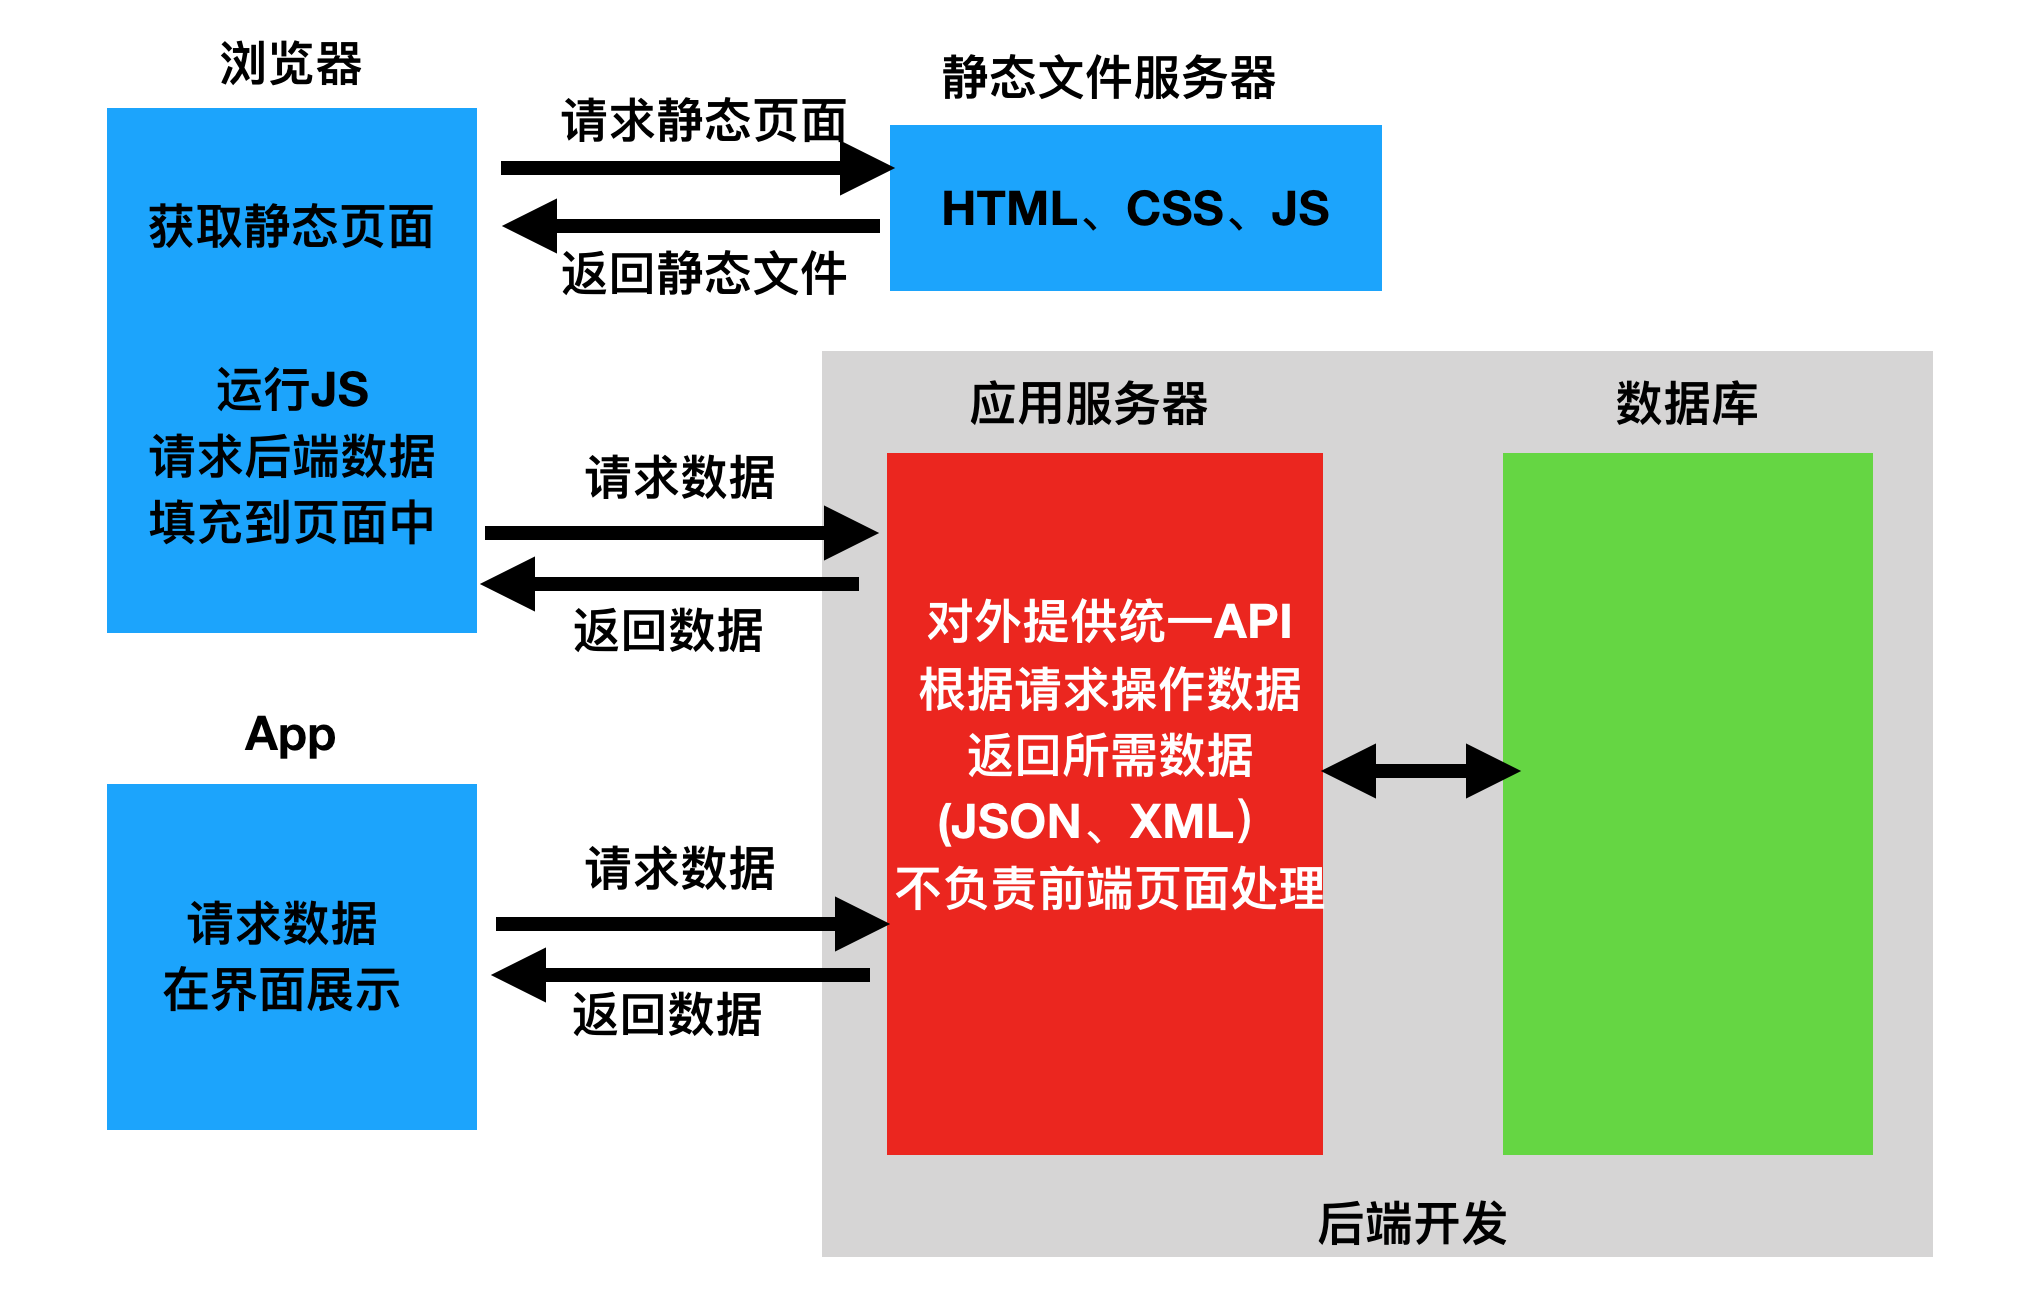 浏览器
获取静态页面
运行JS
请求后端数据
填充到页面中
请求静态页面
返回静态文件
静态文件服务器
HTML、CSS、JS
请求数据
返回数据
App
请求数据
在界面展示
请求数据
返回数据
应用服务器
对外提供统一API
根据请求操作数据
返回所需数据
(JSON、XML）
不负责前端页面处理
数据库
后端开发